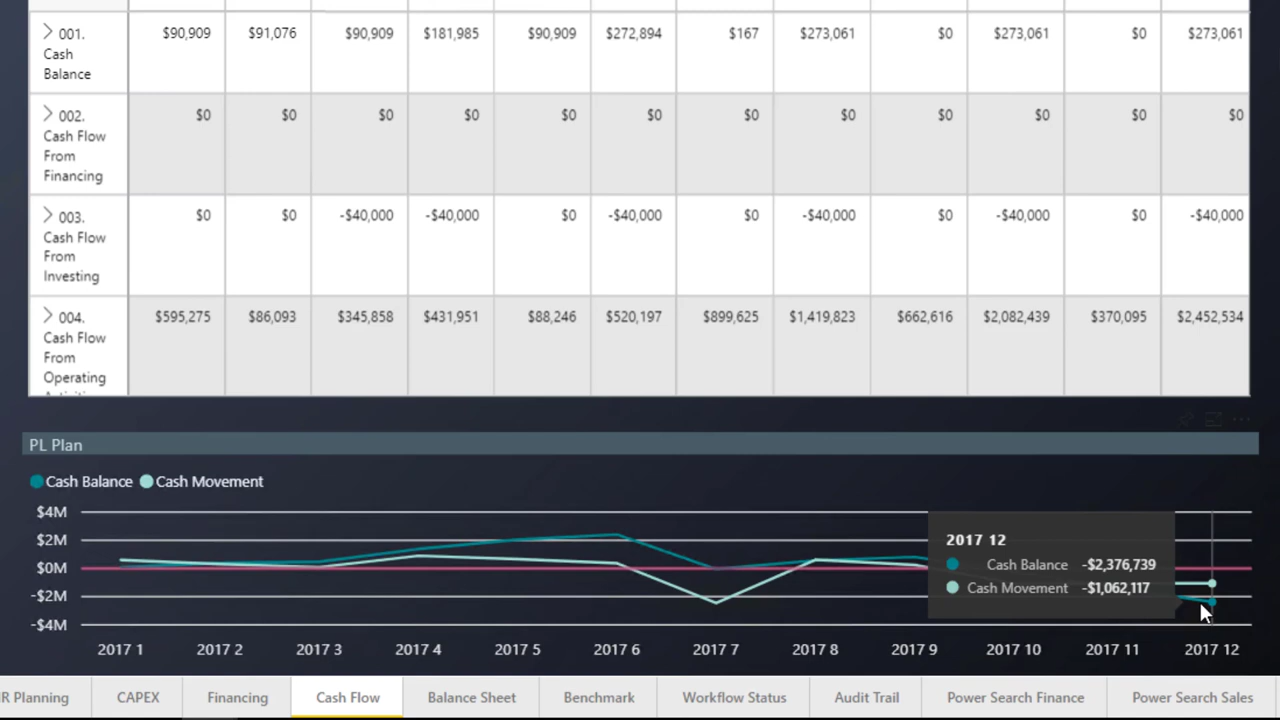 001. Cash Balance $90,909 $91,076 $90,909 $181,985 $90,909 $272,894 $167 $273,061 $0 $273,061 $0 $273,061
002. Cash Flow From Financing $0 $0 $0 $0 $0 $0 $0 $0 $0 $0 $0 $0
003. Cash Flow From Investing $0 $0 -$40,000 -$40,000 $0 -$40,000 $0 -$40,000 $0 -$40,000 $0 -$40,000
004. Cash Flow From Operating $595,275 $86,093 $345,858 $431,951 $88,246 $520,197 $899,625 $1,419,823 $662,616 $2,082,439 $370,095 $2,452,534
PL Plan
Cash Balance Cash Movement
$4M
$2M
$0M
-$2M
-$4M
2017 12
Cash Balance -$2,376,739
Cash Movement -$1,062,117
2017 1 2017 2 2017 3 2017 4 2017 5 2017 6 2017 7 2017 8 2017 9 2017 10 2017 11 2017 12
R Planning CAPEX Financing Cash Flow Balance Sheet Benchmark Workflow Status Audit Trail Power Search Finance Power Search Sales